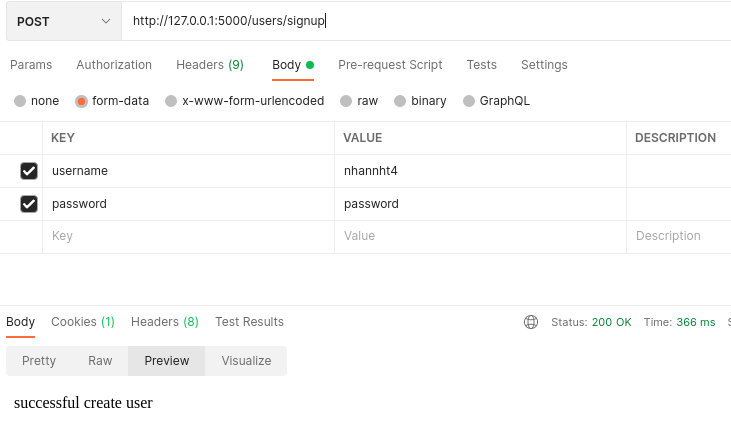 POST http://127.0.0.1:5000/users/signup
Params Authorization Headers (9) Body Pre-request Script Tests Settings
none form-data x-www-form-urlencoded raw binary GraphQL
KEY VALUE DESCRIPTION
username nhannht4
password password
Key Value Description
Body Cookies (1) Headers (8) Test Results Status: 200 OK Time: 366 ms
Pretty Raw Preview Visualize
successful create user